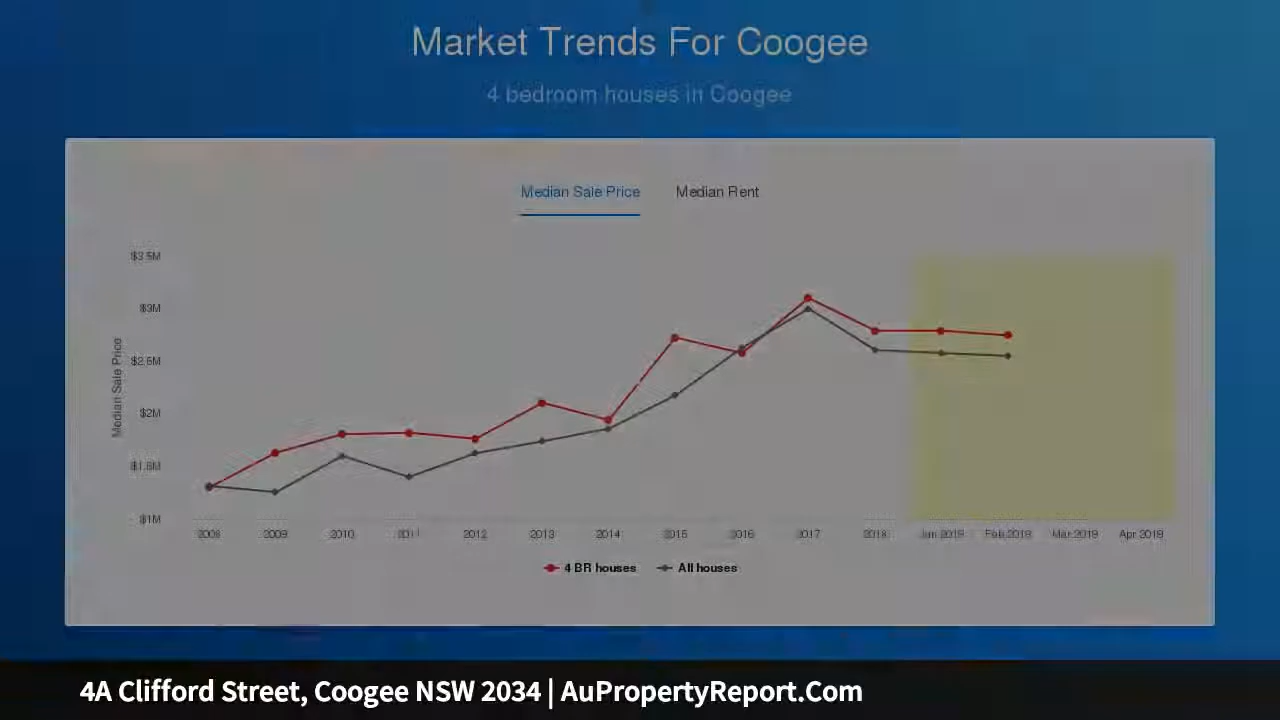 Market Trends For Coogee
4 bedroom houses in Coogee
Median Sale Price Median Rent
$3.5M
$3M
$2.5M
$2M
$1.5M
$1M
Median Sale Price
2008 2009 2010 2011 2012 2013 2014 2015 2016 2017 2018 Jan 2019 Feb 2019 Mar 2019 Apr 2019
4 BR houses All houses
4A Clifford Street, Coogee NSW 2034 | AuPropertyReport.Com